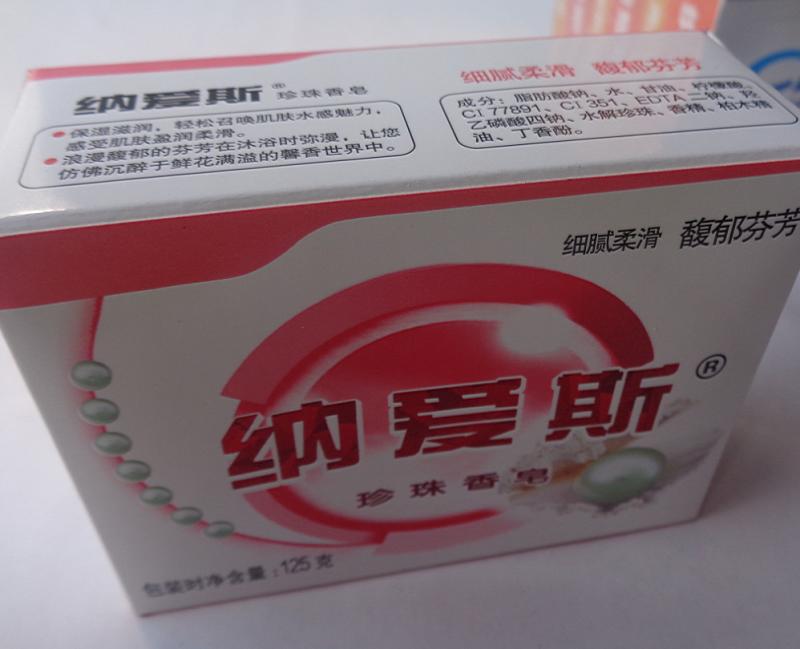 纳爱斯® 珍珠香皂
保湿滋润，轻松召唤肌肤水感魅力，
感受肌肤盈润柔滑。
浪漫馥郁的芬芳在沐浴时弥漫，让您
仿佛沉醉于鲜花满溢的馨香世界中。
细腻柔滑 馥郁芬芳
成分：脂肪酸钠、水、甘油、柠檬酸、
CI 77891、CI 351、EDTA二钠、羟
乙磷酸四钠、水解珍珠、香精、柏木精
油、丁香酚。
细腻柔滑 馥郁芬芳
纳爱斯®
珍珠香皂
包装时净含量：125克